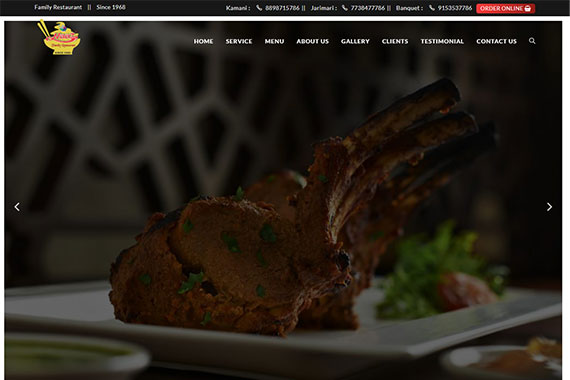 Family Restaurant || Since 1968 Kamani : 8898715786 || Jarimari : 7738477786 || Banquet : 9153537786 ORDER ONLINE
HOME SERVICE MENU ABOUT US GALLERY CLIENTS TESTIMONIAL CONTACT US